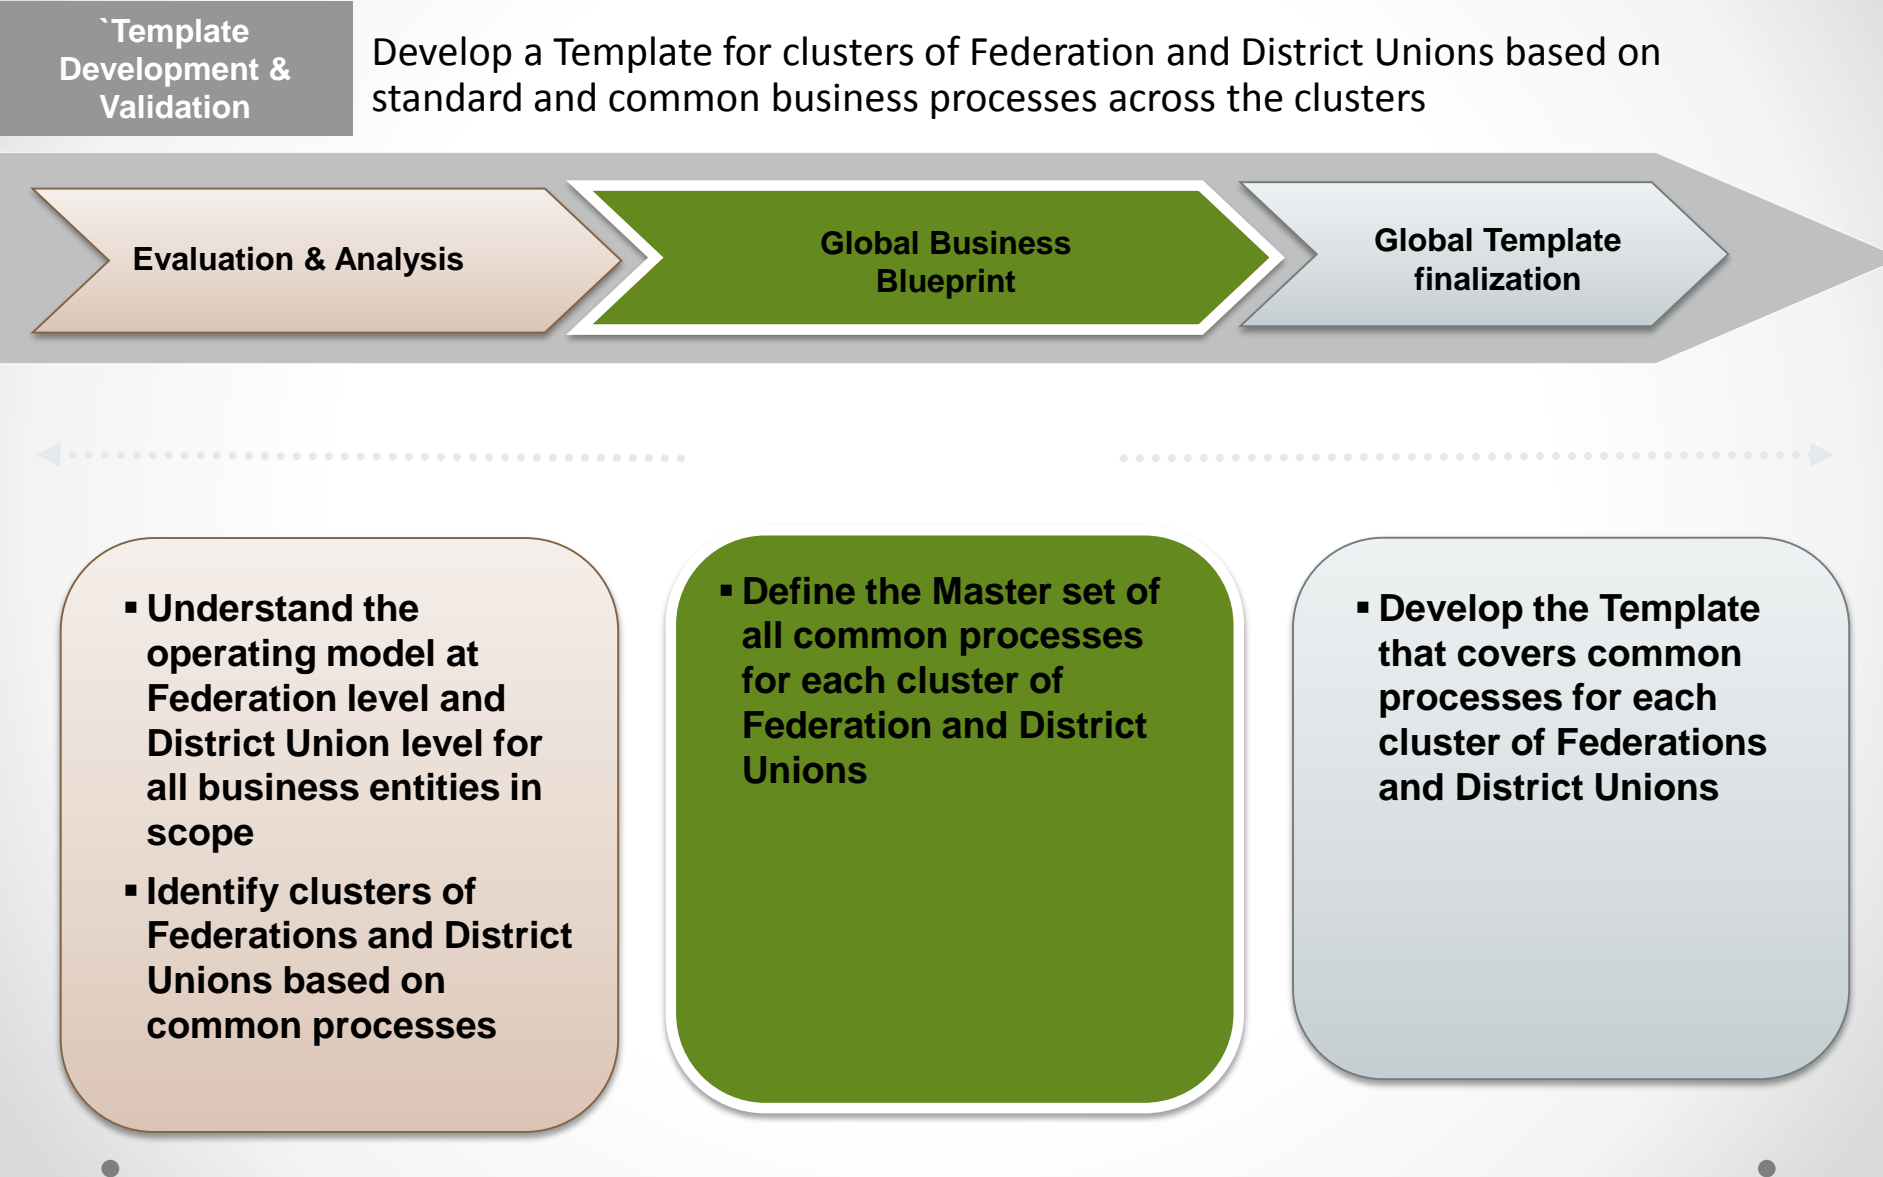 `Template
Development &
Validation
Develop a Template for clusters of Federation and District Unions based on
standard and common business processes across the clusters
Evaluation & Analysis
Global Business
Blueprint
Global Template
finalization
▪ Understand the
operating model at
Federation level and
District Union level for
all business entities in
scope
▪ Identify clusters of
Federations and District
Unions based on
common processes
▪ Define the Master set of
all common processes
for each cluster of
Federation and District
Unions
▪ Develop the Template
that covers common
processes for each
cluster of Federations
and District Unions